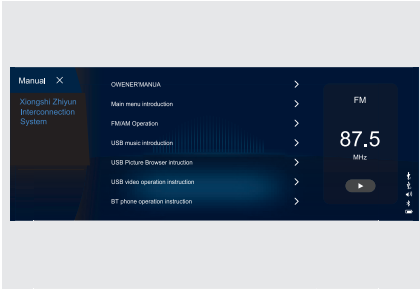 Manual
Xiongshi Zhiyun
Interconnection
System
OWENER'MANUA
Main menu introduction
FM/AM Operation
USB music introduction
USB Picture Browser intruction
USB video operation instruction
BT phone operation instruction
FM
87.5
MHz